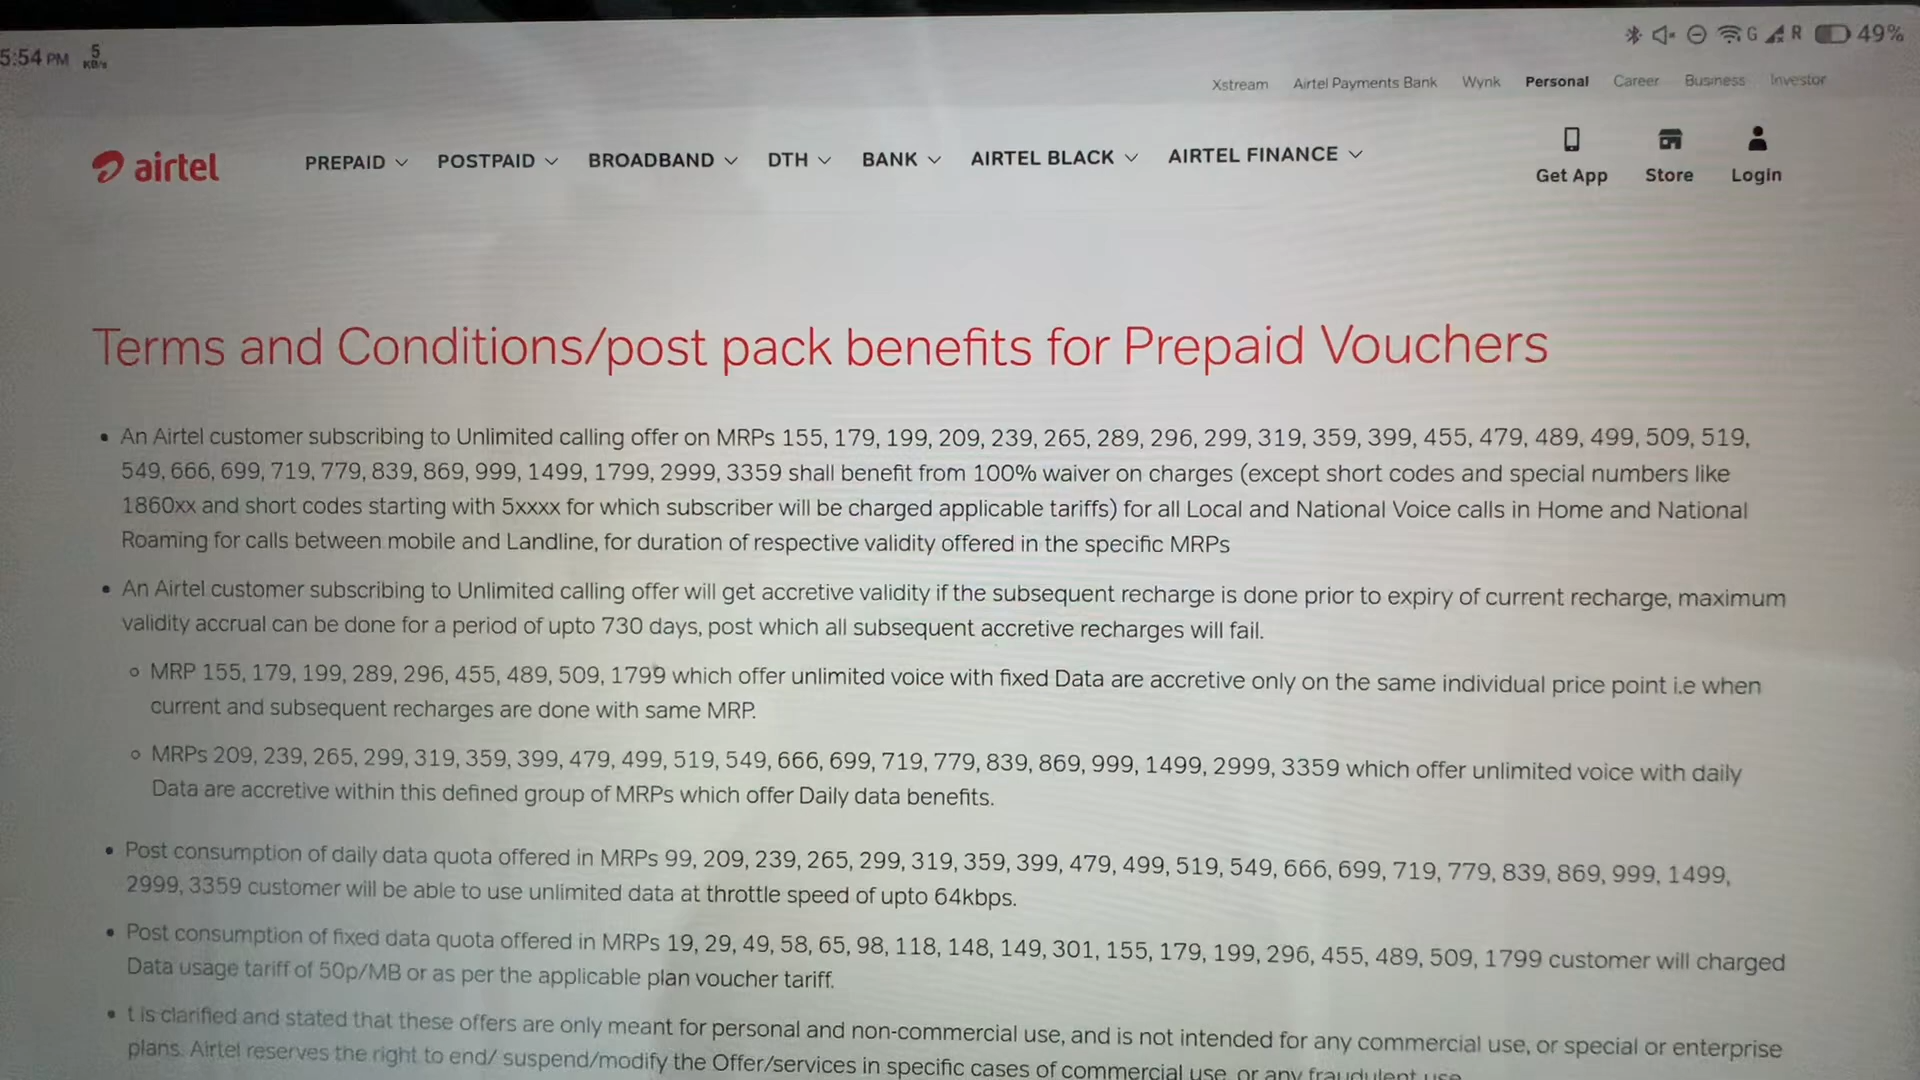 5:54 PM 5 KB/s G R 49%
Xstream Airtel Payments Bank Wynk Personal Career Business Investor
airtel PREPAID POSTPAID BROADBAND DTH BANK AIRTEL BLACK AIRTEL FINANCE Get App Store Login
Terms and Conditions/post pack benefits for Prepaid Vouchers
• An Airtel customer subscribing to Unlimited calling offer on MRPs 155, 179, 199, 209, 239, 265, 289, 296, 299, 319, 359, 399, 455, 479, 489, 499, 509, 519,
549, 666, 699, 719, 779, 839, 869, 999, 1499, 1799, 2999, 3359 shall benefit from 100% waiver on charges (except short codes and special numbers like
1860xx and short codes starting with 5xxxx for which subscriber will be charged applicable tariffs) for all Local and National Voice calls in Home and National
Roaming for calls between mobile and Landline, for duration of respective validity offered in the specific MRPs
• An Airtel customer subscribing to Unlimited calling offer will get accretive validity if the subsequent recharge is done prior to expiry of current recharge, maximum
validity accrual can be done for a period of upto 730 days, post which all subsequent accretive recharges will fail.
○ MRP 155, 179, 199, 289, 296, 455, 489, 509, 1799 which offer unlimited voice with fixed Data are accretive only on the same individual price point i.e when
current and subsequent recharges are done with same MRP.
○ MRPs 209, 239, 265, 299, 319, 359, 399, 479, 499, 519, 549, 666, 699, 719, 779, 839, 869, 999, 1499, 2999, 3359 which offer unlimited voice with daily
Data are accretive within this defined group of MRPs which offer Daily data benefits.
• Post consumption of daily data quota offered in MRPs 99, 209, 239, 265, 299, 319, 359, 399, 479, 499, 519, 549, 666, 699, 719, 779, 839, 869, 999, 1499,
2999, 3359 customer will be able to use unlimited data at throttle speed of upto 64kbps.
• Post consumption of fixed data quota offered in MRPs 19, 29, 49, 58, 65, 98, 118, 148, 149, 301, 155, 179, 199, 296, 455, 489, 509, 1799 customer will charged
Data usage tariff of 50p/MB or as per the applicable plan voucher tariff.
• t is clarified and stated that these offers are only meant for personal and non-commercial use, and is not intended for any commercial use, or special or enterprise
plans. Airtel reserves the right to end/ suspend/modify the Offer/services in specific cases of commercial use, or any fraudulent use